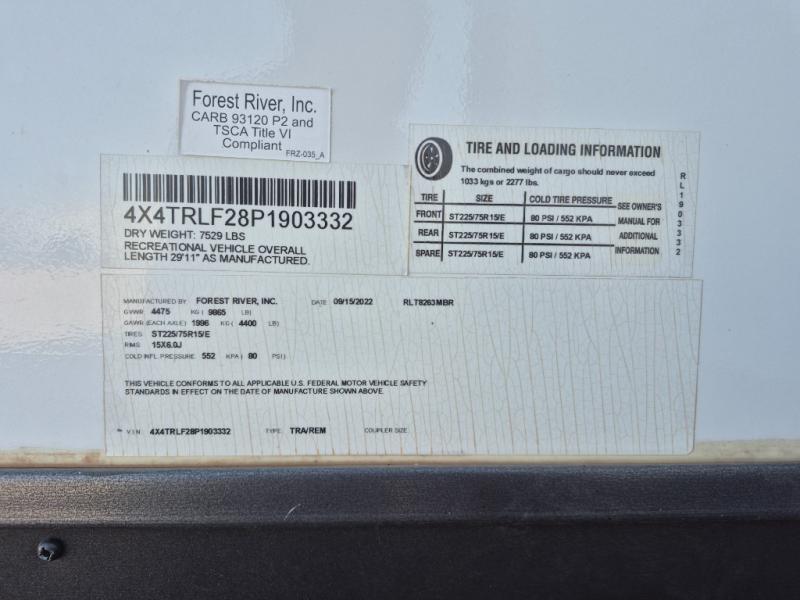 Forest River, Inc.
CARB 93120 P2 and
TSCA Title VI
Compliant
FRZ-035_A
4X4TRLF28P1903332
DRY WEIGHT: 7529 LBS
RECREATIONAL VEHICLE OVERALL
LENGTH 29'11" AS MANUFACTURED.
TIRE AND LOADING INFORMATION
The combined weight of cargo should never exceed
1033 kgs or 2277 lbs.
TIRE SIZE COLD TIRE PRESSURE
FRONT ST225/75R15/E 80 PSI / 552 KPA
REAR ST225/75R15/E 80 PSI / 552 KPA
SPARE ST225/75R15/E 80 PSI / 552 KPA
SEE OWNER'S
MANUAL FOR
ADDITIONAL
INFORMATION
RL1903332
MANUFACTURED BY FOREST RIVER, INC. DATE 09/15/2022 RLT8263MBR
GVWR 4475 KG ( 9865 LB)
GAWR (EACH AXLE) 1996 KG ( 4400 LB)
TIRES ST225/75R15/E
RIMS 15X6.0J
COLD INFL. PRESSURE 552 KPA ( 80 PSI)
THIS VEHICLE CONFORMS TO ALL APPLICABLE U.S. FEDERAL MOTOR VEHICLE SAFETY
STANDARDS IN EFFECT ON THE DATE OF MANUFACTURE SHOWN ABOVE.
V.I.N. 4X4TRLF28P1903332 TYPE: TRA/REM COUPLER SIZE